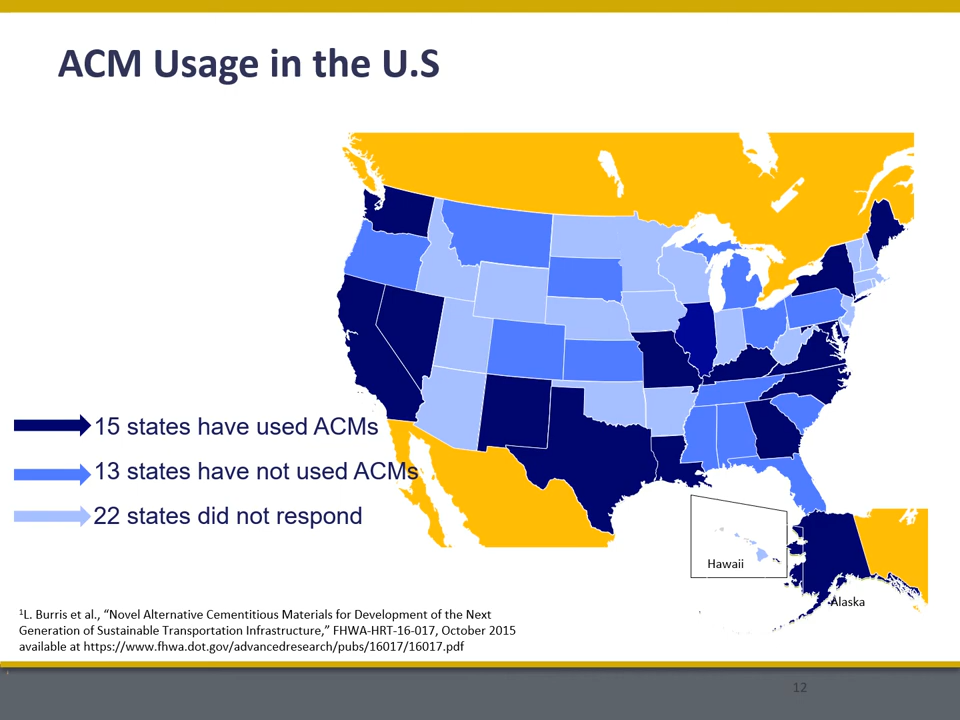 ACM Usage in the U.S
15 states have used ACMs
13 states have not used ACMs
22 states did not respond
Hawaii
Alaska
¹L. Burris et al., “Novel Alternative Cementitious Materials for Development of the Next
Generation of Sustainable Transportation Infrastructure,” FHWA-HRT-16-017, October 2015
available at https://www.fhwa.dot.gov/advancedresearch/pubs/16017/16017.pdf
12